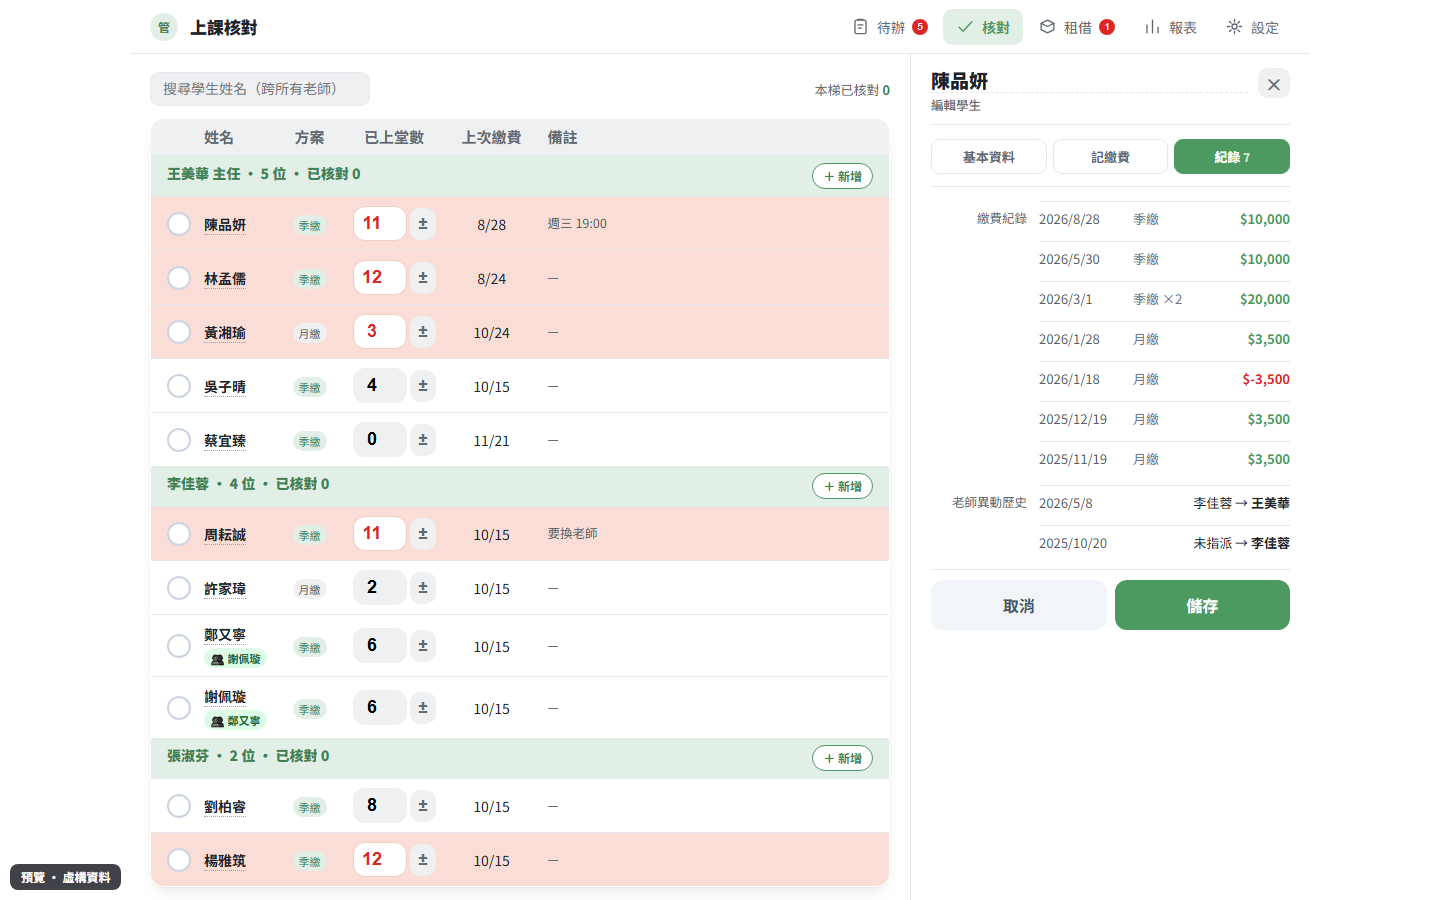 管 上課核對 待辦 5 核對 租借 1 報表 設定
搜尋學生姓名（跨所有老師） 本梯已核對 0
姓名 方案 已上堂數 上次繳費 備註
王美華 主任 • 5 位 • 已核對 0 ＋ 新增
陳品妍 季繳 11 ± 8/28 週三 19:00
林孟儒 季繳 12 ± 8/24 —
黃湘瑜 月繳 3 ± 10/24 —
吳子晴 季繳 4 ± 10/15 —
蔡宜臻 季繳 0 ± 11/21 —
李佳蓉 • 4 位 • 已核對 0 ＋ 新增
周耘誠 季繳 11 ± 10/15 要換老師
許家瑋 月繳 2 ± 10/15 —
鄭又寧 季繳 6 ± 10/15 —
謝佩璇
謝佩璇 季繳 6 ± 10/15 —
鄭又寧
張淑芬 • 2 位 • 已核對 0 ＋ 新增
劉柏睿 季繳 8 ± 10/15 —
楊雅筑 季繳 12 ± 10/15 —
陳品妍 ×
編輯學生
基本資料 記繳費 紀錄 7
繳費紀錄 2026/8/28 季繳 $10,000
2026/5/30 季繳 $10,000
2026/3/1 季繳 ×2 $20,000
2026/1/28 月繳 $3,500
2026/1/18 月繳 $-3,500
2025/12/19 月繳 $3,500
2025/11/19 月繳 $3,500
老師異動歷史 2026/5/8 李佳蓉 → 王美華
2025/10/20 未指派 → 李佳蓉
取消 儲存
預覽 • 虛構資料